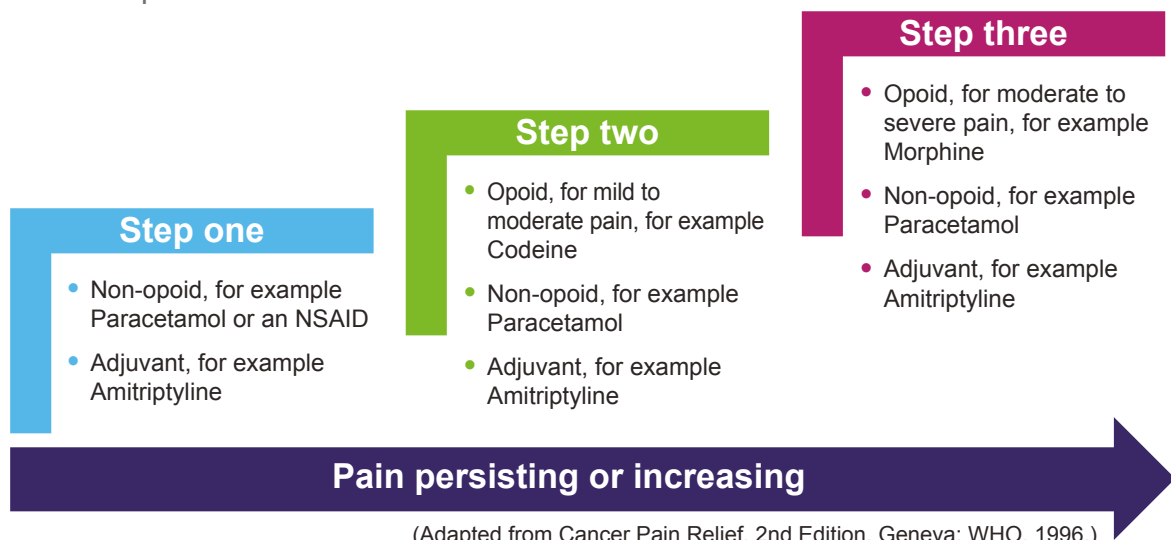 Step one
• Non-opoid, for example
Paracetamol or an NSAID
• Adjuvant, for example
Amitriptyline
Step two
• Opoid, for mild to
moderate pain, for example
Codeine
• Non-opoid, for example
Paracetamol
• Adjuvant, for example
Amitriptyline
Step three
• Opoid, for moderate to
severe pain, for example
Morphine
• Non-opoid, for example
Paracetamol
• Adjuvant, for example
Amitriptyline
Pain persisting or increasing
(Adapted from Cancer Pain Relief, 2nd Edition, Geneva: WHO, 1996.)